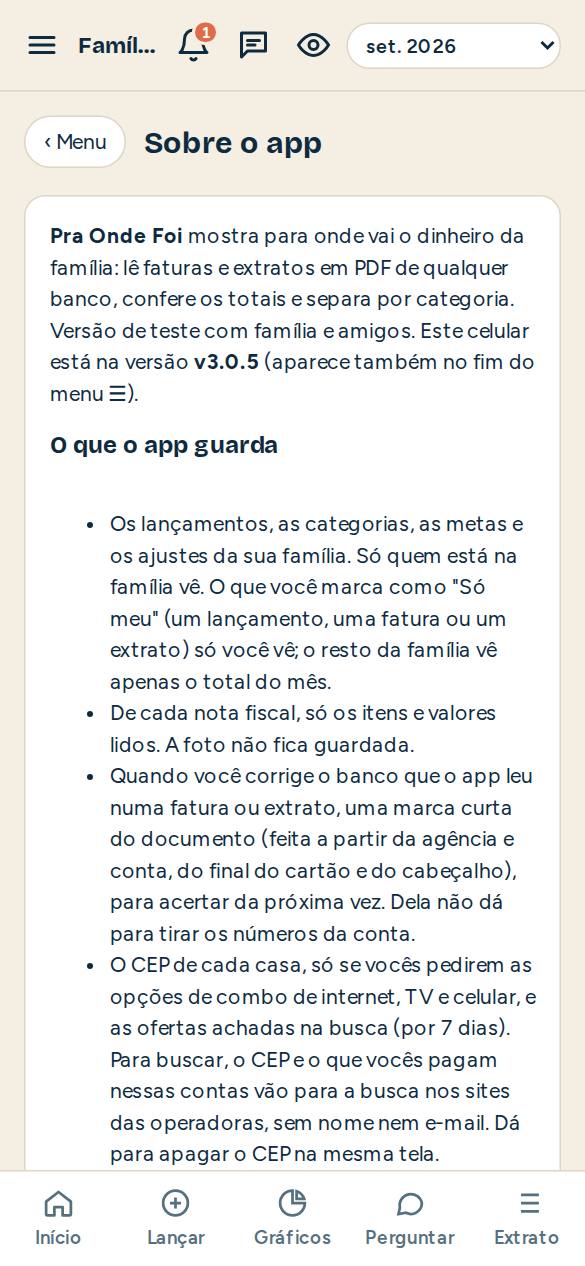 Famíl...
1
set. 2026
‹ Menu
Sobre o app
Pra Onde Foi mostra para onde vai o dinheiro da
família: lê faturas e extratos em PDF de qualquer
banco, confere os totais e separa por categoria.
Versão de teste com família e amigos. Este celular
está na versão v3.0.5 (aparece também no fim do
menu ☰).
O que o app guarda
• Os lançamentos, as categorias, as metas e
os ajustes da sua família. Só quem está na
família vê. O que você marca como "Só
meu" (um lançamento, uma fatura ou um
extrato) só você vê; o resto da família vê
apenas o total do mês.
• De cada nota fiscal, só os itens e valores
lidos. A foto não fica guardada.
• Quando você corrige o banco que o app leu
numa fatura ou extrato, uma marca curta
do documento (feita a partir da agência e
conta, do final do cartão e do cabeçalho),
para acertar da próxima vez. Dela não dá
para tirar os números da conta.
• O CEP de cada casa, só se vocês pedirem as
opções de combo de internet, TV e celular, e
as ofertas achadas na busca (por 7 dias).
Para buscar, o CEP e o que vocês pagam
nessas contas vão para a busca nos sites
das operadoras, sem nome nem e-mail. Dá
para apagar o CEP na mesma tela.
Início
Lançar
Gráficos
Perguntar
Extrato